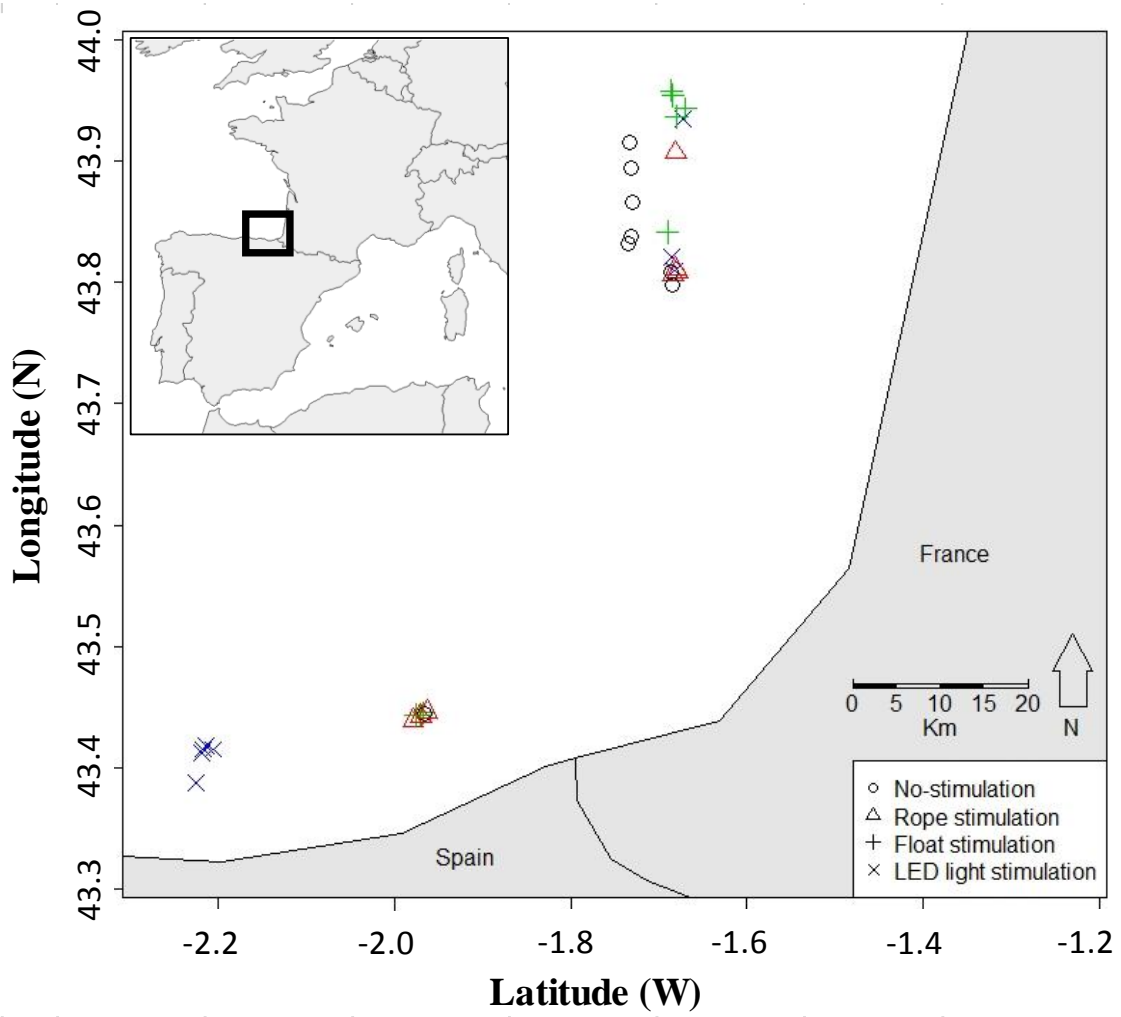 44.0
43.9
43.8
43.7
43.6
43.5
43.4
43.3
Longitude (N)
France
0 5 10 15 20
Km
N
No-stimulation
Rope stimulation
Float stimulation
LED light stimulation
Spain
-2.2 -2.0 -1.8 -1.6 -1.4 -1.2
Latitude (W)